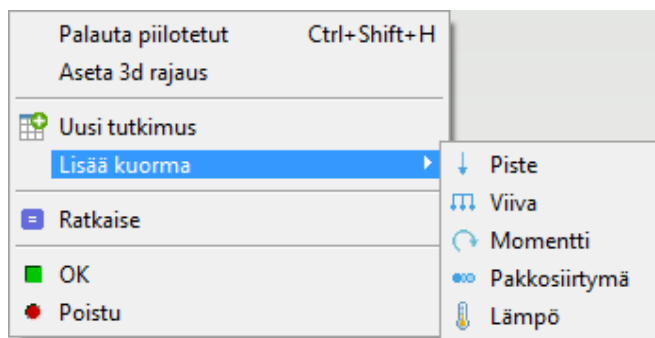 Palauta piilotetut Ctrl+Shift+H
Aseta 3d rajaus
Uusi tutkimus
Lisää kuorma
Ratkaise
OK
Poistu
Piste
Viiva
Momentti
Pakkosiirtymä
Lämpö